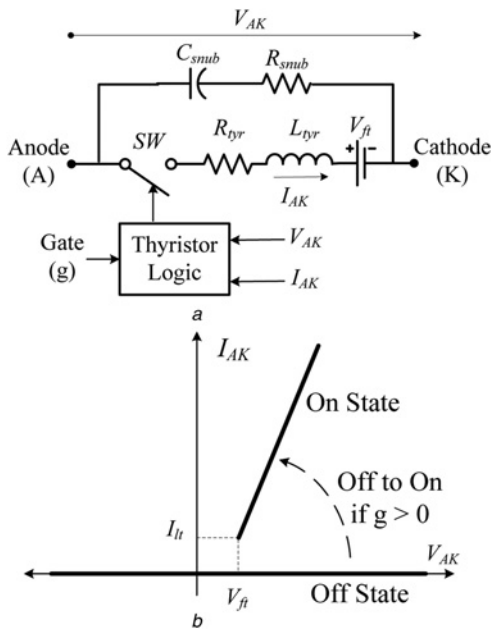 V_AK
C_snub
R_snub
Anode
(A)
SW
R_tyr
L_tyr
V_ft
+ -
Cathode
(K)
I_AK
Gate
(g)
Thyristor
Logic
V_AK
I_AK
a
I_AK
On State
Off to On
if g > 0
I_lt
V_AK
V_ft
Off State
b